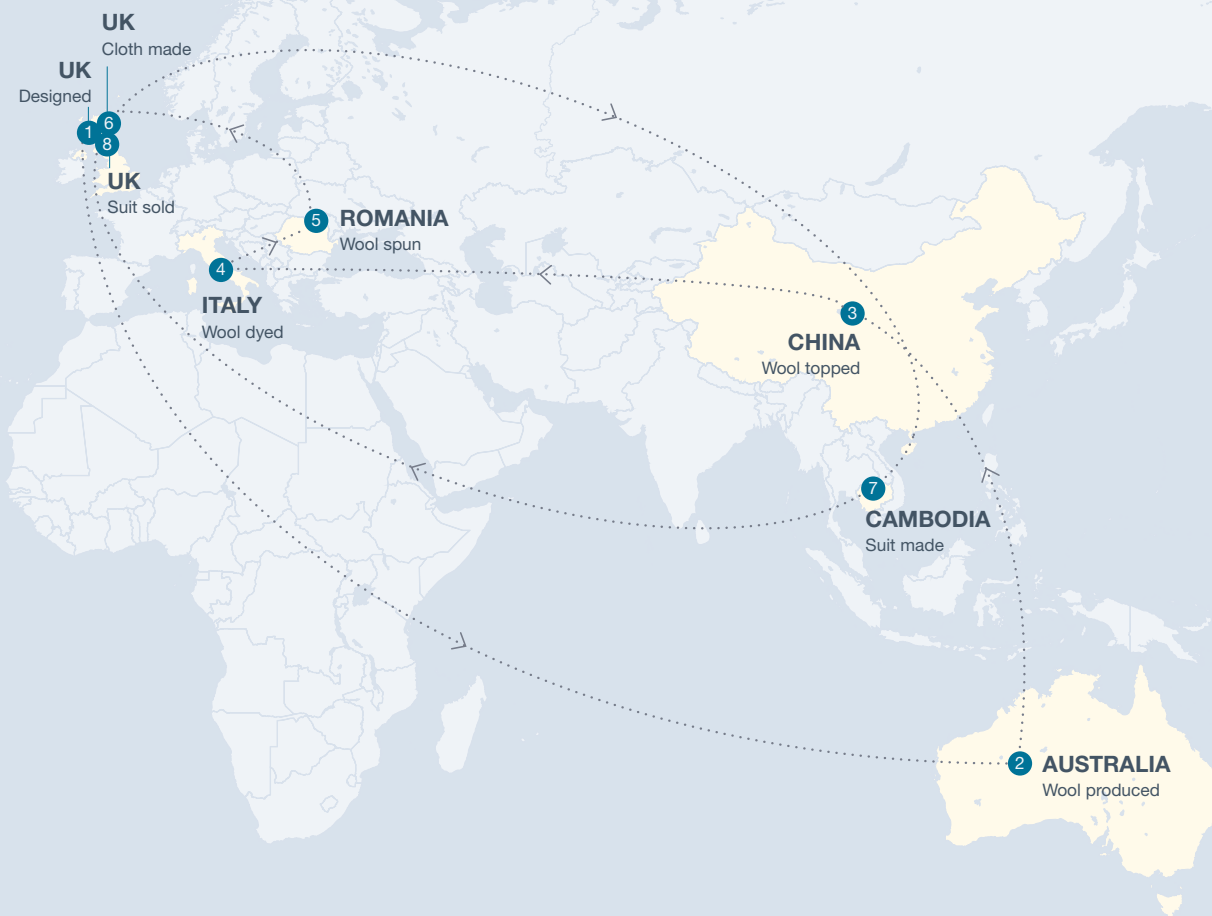 UK
Cloth made
UK
Designed
6
1
8
UK
Suit sold
5
ROMANIA
Wool spun
4
ITALY
Wool dyed
3
CHINA
Wool topped
7
CAMBODIA
Suit made
2
AUSTRALIA
Wool produced